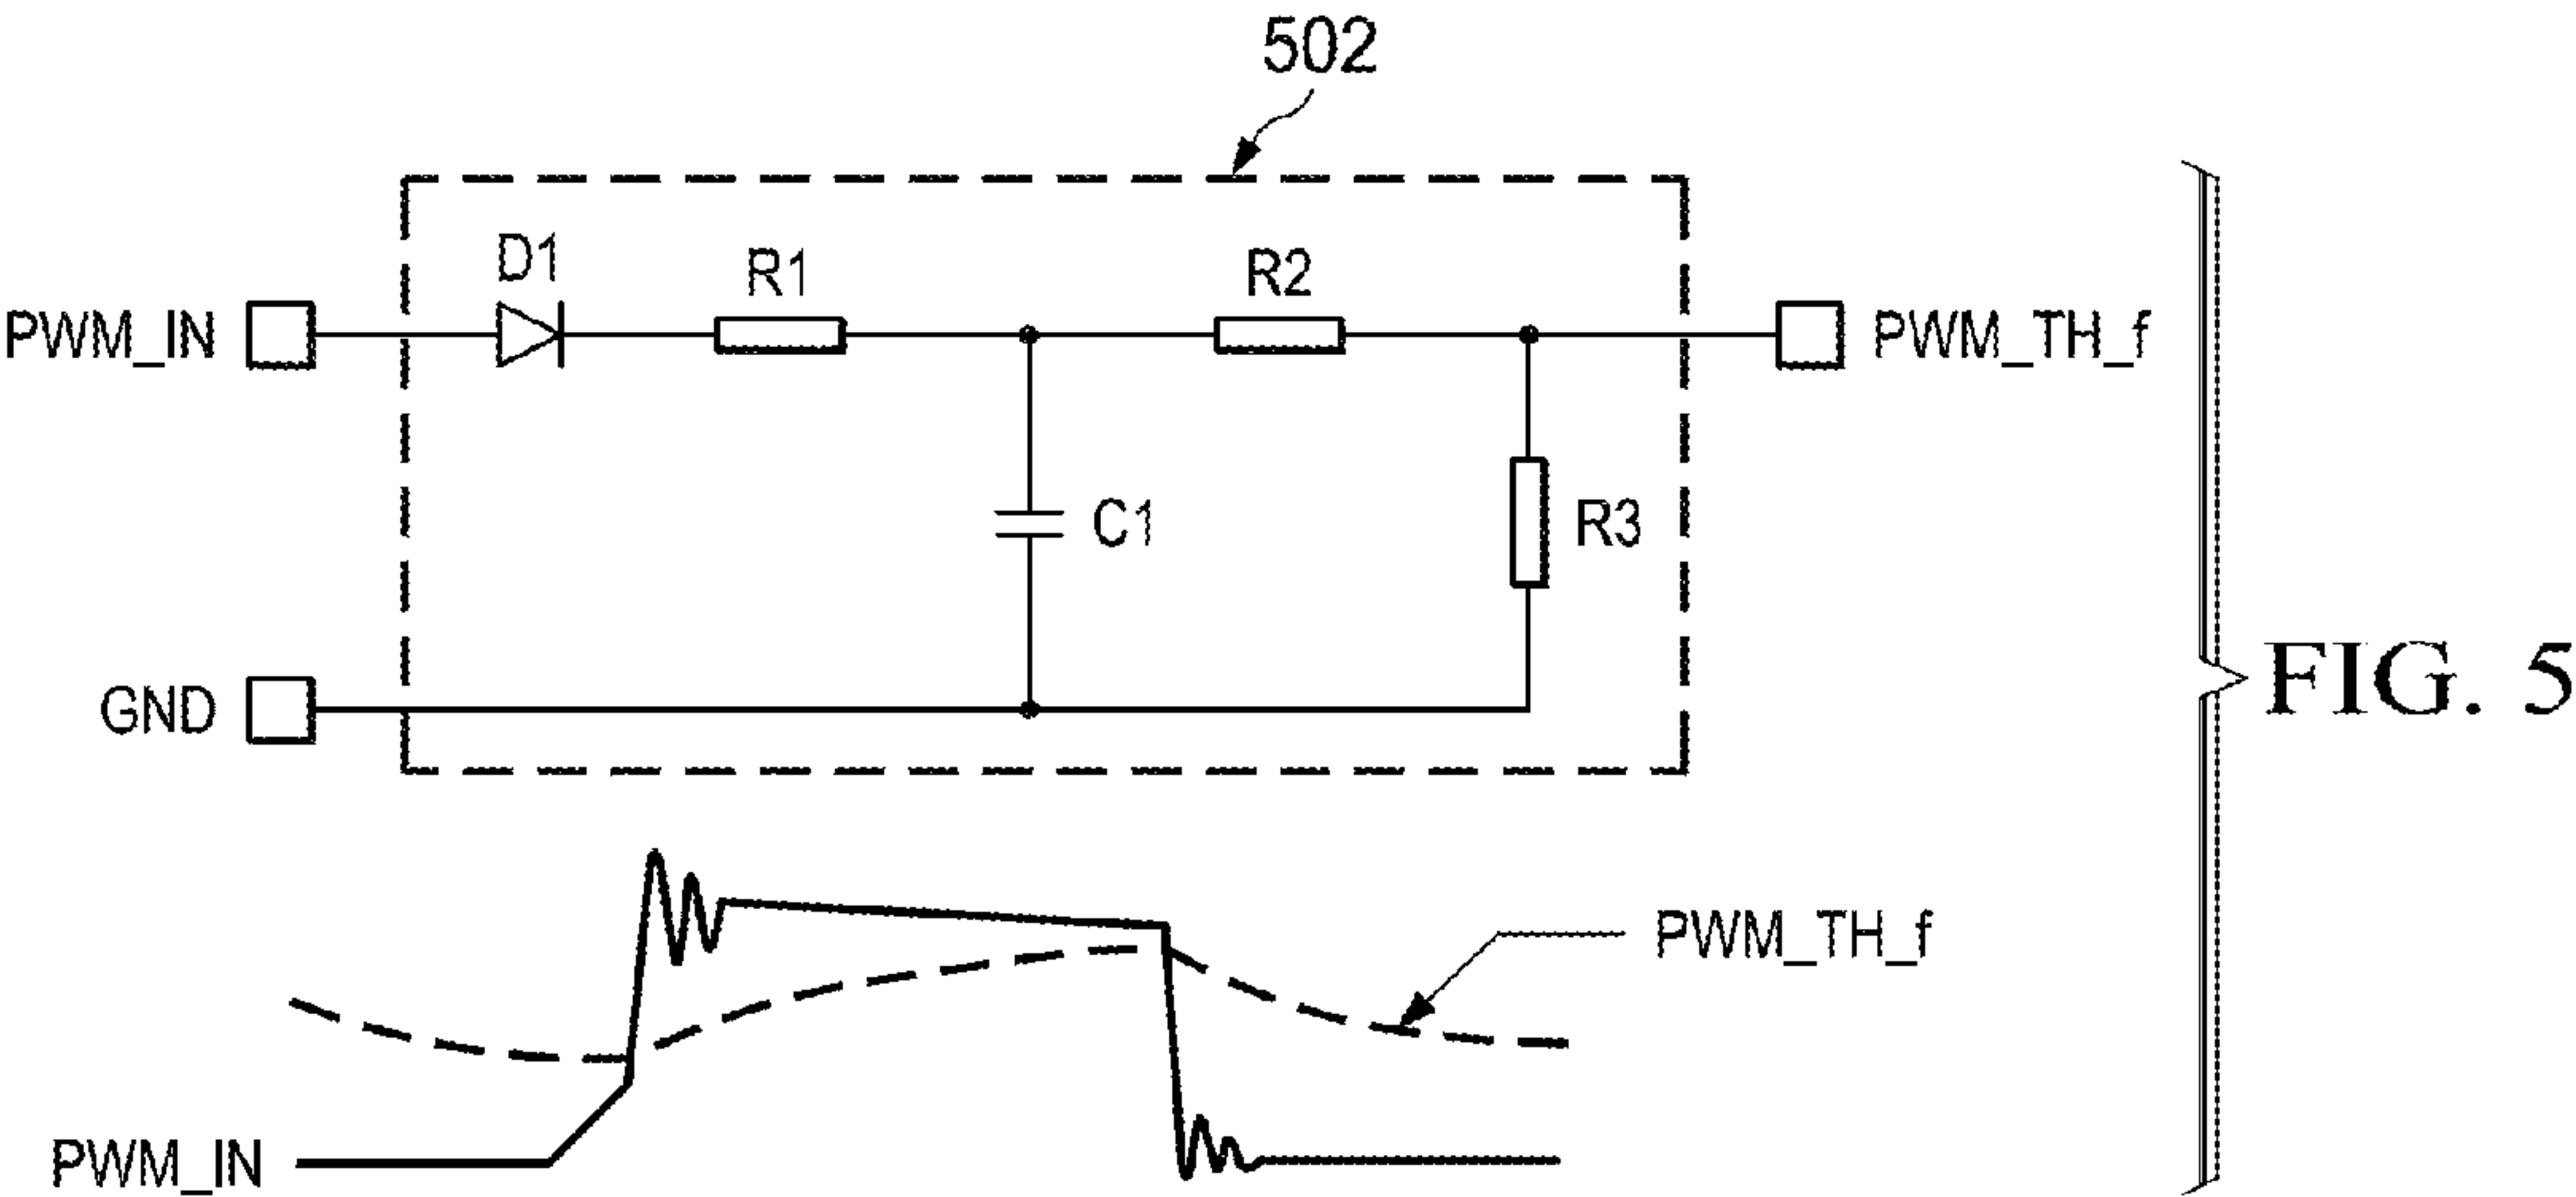 502
D1
R1
R2
PWM_IN
PWM_TH_f
C1
R3
GND
FIG. 5
PWM_TH_f
PWM_IN